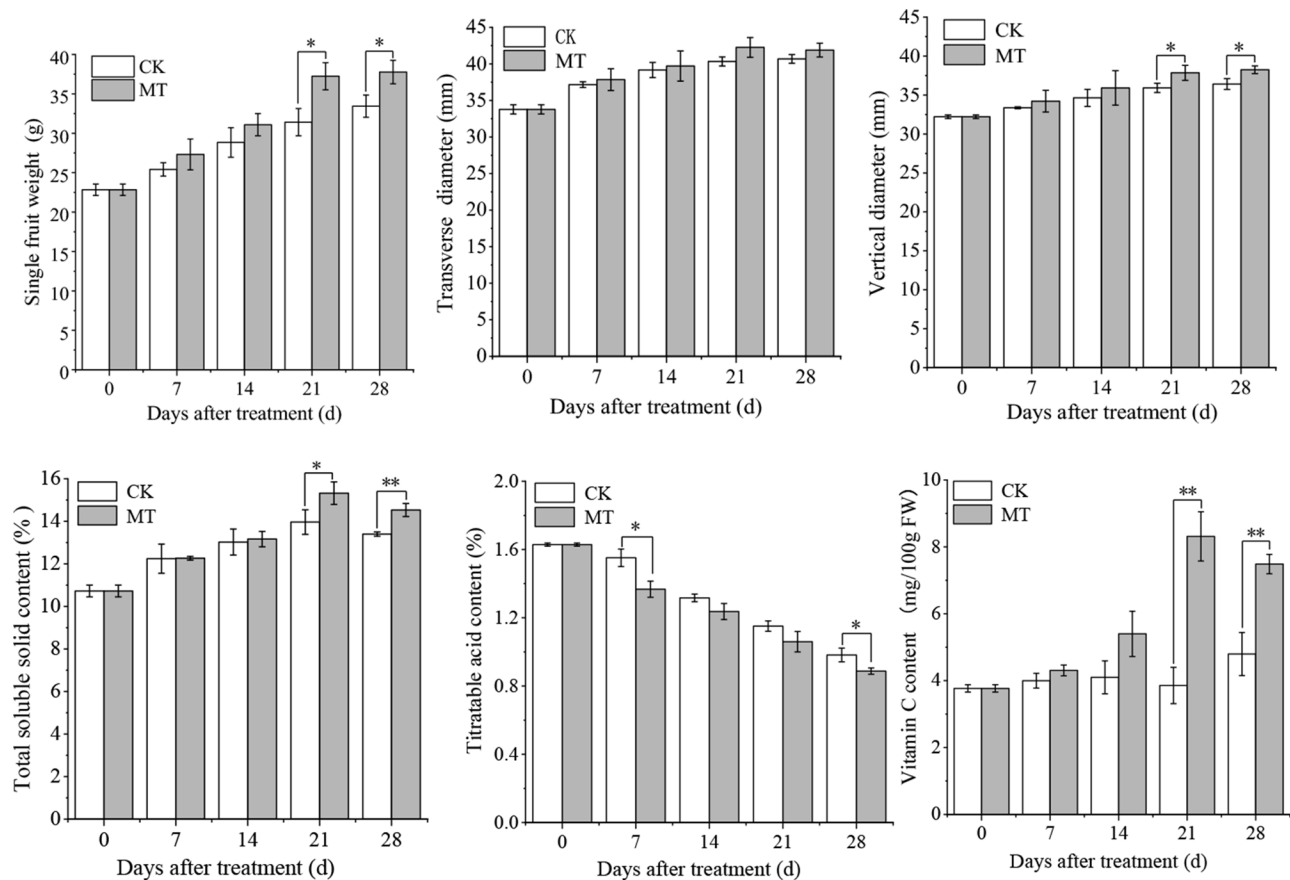 Single fruit weight (g)
40
35
30
25
20
15
10
5
0
CK
MT
*
*
0 7 14 21 28
Days after treatment (d)
Transverse diameter (mm)
45
40
35
30
25
20
15
10
5
0
CK
MT
0 7 14 21 28
Days after treatment (d)
Vertical diameter (mm)
45
40
35
30
25
20
15
10
5
0
CK
MT
*
*
0 7 14 21 28
Days after treatment (d)
Total soluble solid content (%)
16
14
12
10
8
6
4
2
0
CK
MT
*
**
0 7 14 21 28
Days after treatment (d)
Titratable acid content (%)
2.0
1.6
1.2
0.8
0.4
0.0
CK
MT
*
*
0 7 14 21 28
Days after treatment (d)
Vitamin C content (mg/100g FW)
10
8
6
4
2
0
CK
MT
**
**
0 7 14 21 28
Days after treatment (d)